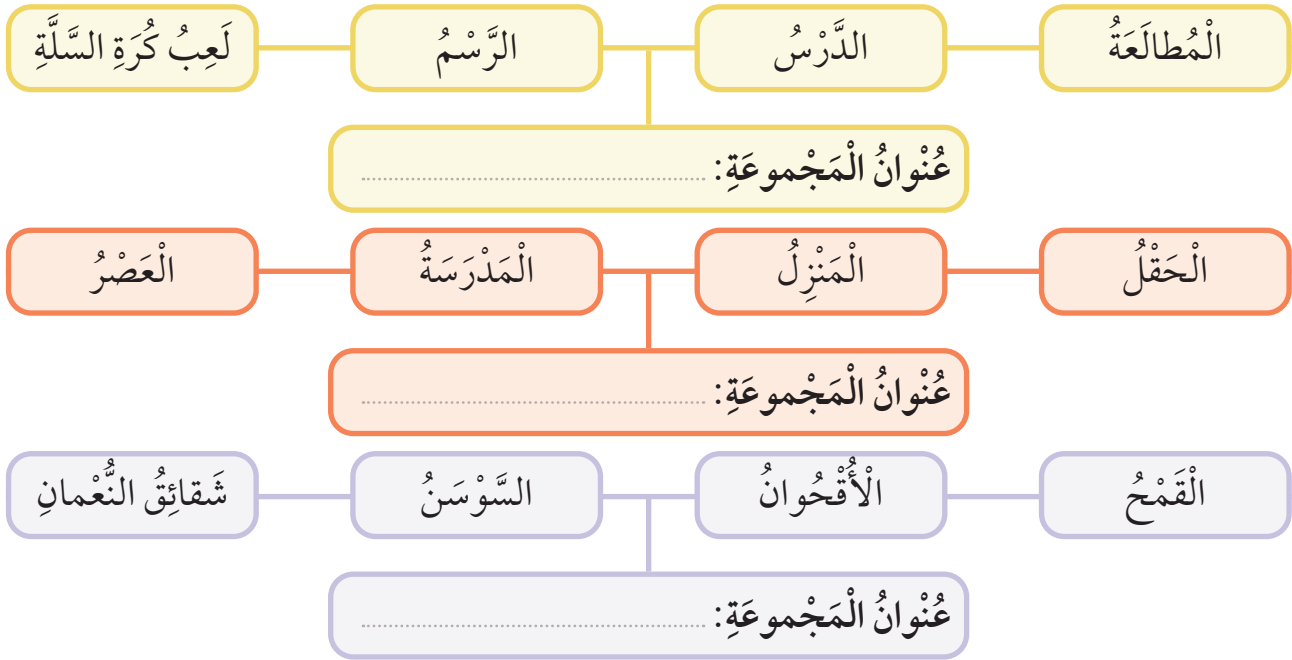 الْمُطالَعَةُ الدَّرْسُ الرَّسْمُ لَعِبُ كُرَةِ السَّلَّةِ
عُنْوانُ الْمَجْموعَةِ: ........................................
الْحَقْلُ الْمَنْزِلُ الْمَدْرَسَةُ الْعَصْرُ
عُنْوانُ الْمَجْموعَةِ: ........................................
الْقَمْحُ الْأُقْحُوانُ السَّوْسَنُ شَقائِقُ النُّعْمانِ
عُنْوانُ الْمَجْموعَةِ: ........................................